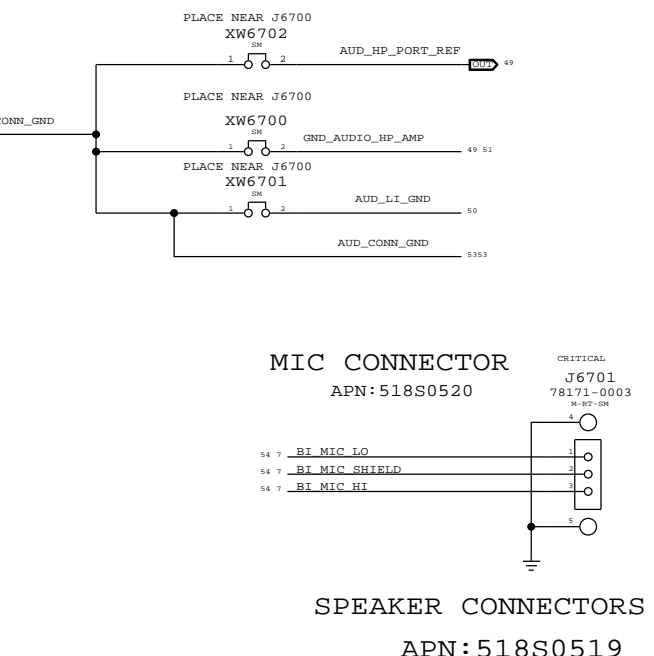 PLACE NEAR J6700
XW6702
SM
1 2
AUD_HP_PORT_REF
OUT 49
PLACE NEAR J6700
CONN_GND
XW6700
SM
1 2
GND_AUDIO_HP_AMP
49 51
PLACE NEAR J6700
XW6701
SM
1 2
AUD_LI_GND
50
AUD_CONN_GND
5353
MIC CONNECTOR
APN:518S0520
CRITICAL
J6701
78171-0003
M-RT-SM
4
54 7 BI_MIC_LO 1
54 7 BI_MIC_SHIELD 2
54 7 BI_MIC_HI 3
5
SPEAKER CONNECTORS
APN:518S0519